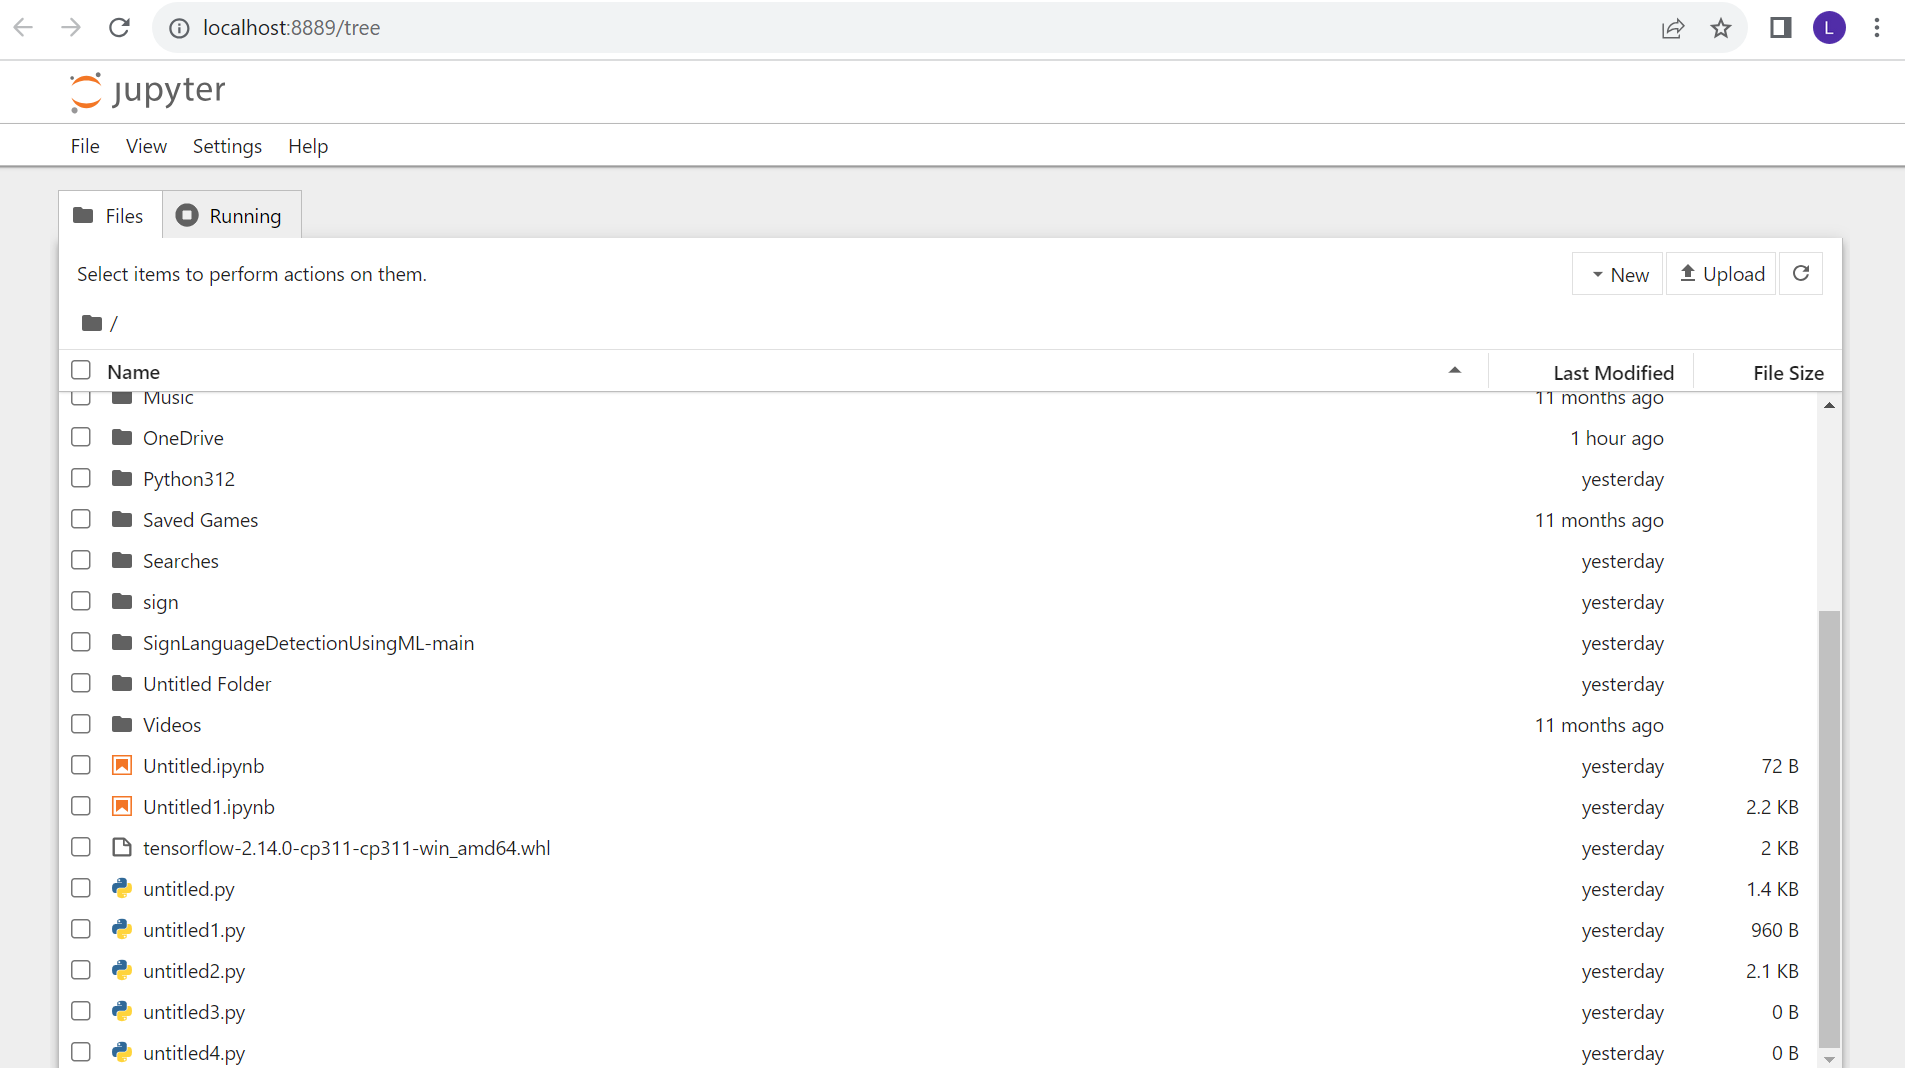 localhost:8889/tree
L
jupyter
File View Settings Help
Files Running
Select items to perform actions on them.
New Upload
/
Name Last Modified File Size
Music 11 months ago
OneDrive 1 hour ago
Python312 yesterday
Saved Games 11 months ago
Searches yesterday
sign yesterday
SignLanguageDetectionUsingML-main yesterday
Untitled Folder yesterday
Videos 11 months ago
Untitled.ipynb yesterday 72 B
Untitled1.ipynb yesterday 2.2 KB
tensorflow-2.14.0-cp311-cp311-win_amd64.whl yesterday 2 KB
untitled.py yesterday 1.4 KB
untitled1.py yesterday 960 B
untitled2.py yesterday 2.1 KB
untitled3.py yesterday 0 B
untitled4.py yesterday 0 B